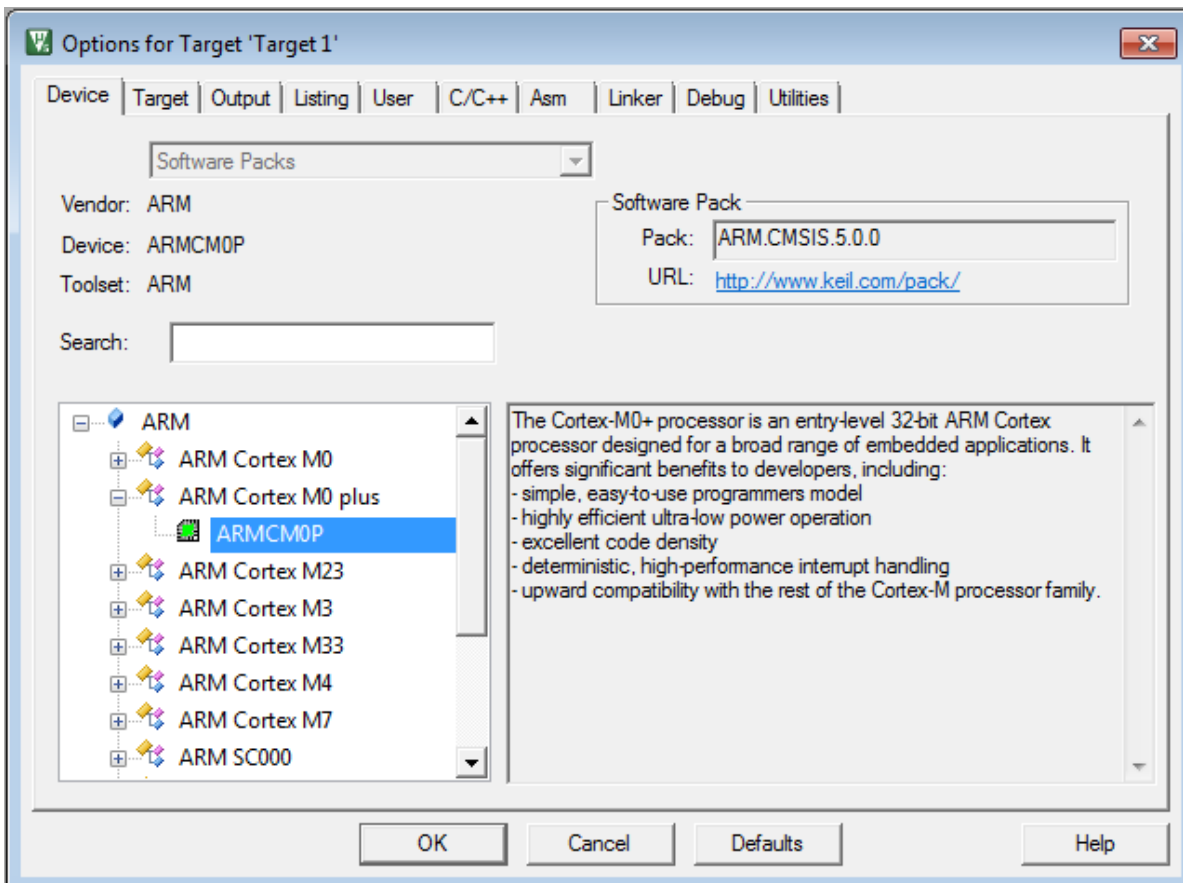 Options for Target 'Target 1'
Device Target Output Listing User C/C++ Asm Linker Debug Utilities
Software Packs
Vendor: ARM
Device: ARMCM0P
Toolset: ARM
Software Pack
Pack: ARM.CMSIS.5.0.0
URL: http://www.keil.com/pack/
Search:
ARM
ARM Cortex M0
ARM Cortex M0 plus
ARMCM0P
ARM Cortex M23
ARM Cortex M3
ARM Cortex M33
ARM Cortex M4
ARM Cortex M7
ARM SC000
The Cortex-M0+ processor is an entry-level 32-bit ARM Cortex
processor designed for a broad range of embedded applications. It
offers significant benefits to developers, including:
- simple, easy-to-use programmers model
- highly efficient ultra-low power operation
- excellent code density
- deterministic, high-performance interrupt handling
- upward compatibility with the rest of the Cortex-M processor family.
OK Cancel Defaults Help